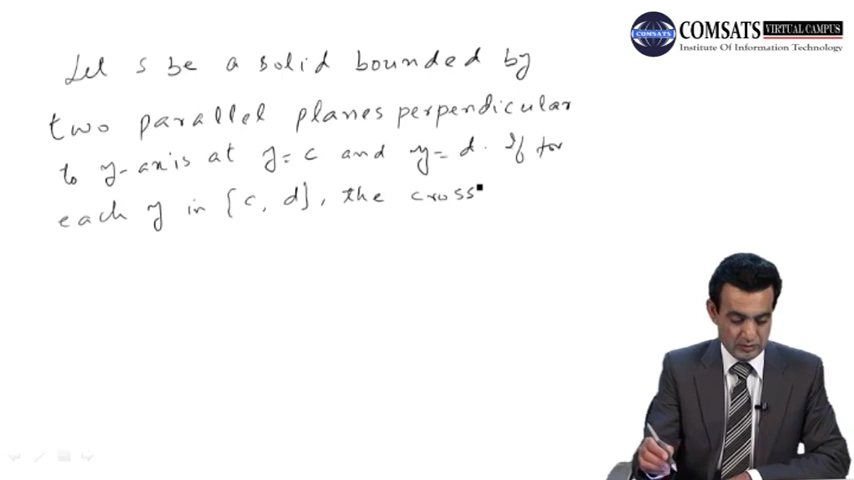 COMSATS VIRTUAL CAMPUS
Institute Of Information Technology
COMSATS
Let s be a solid bounded by
two parallel planes perpendicular
to y-axis at y=c and y=d. If for
each y in [c, d], the cross